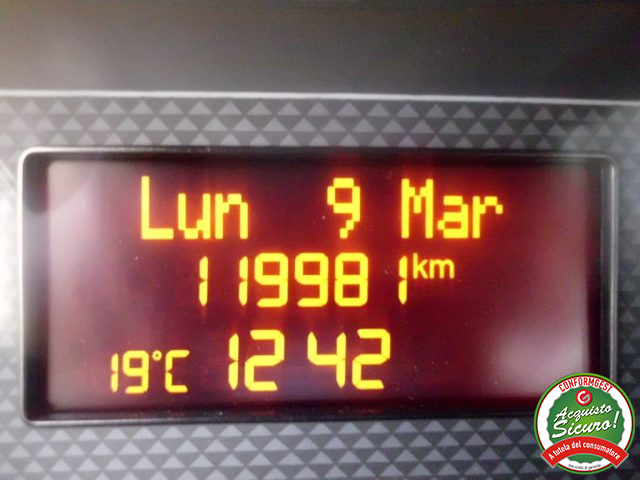 Lun 9 Mar
119981 km
19°C 12 42
CONFORMGEST
Acquisto
Sicuro!
A tutela del consumatore